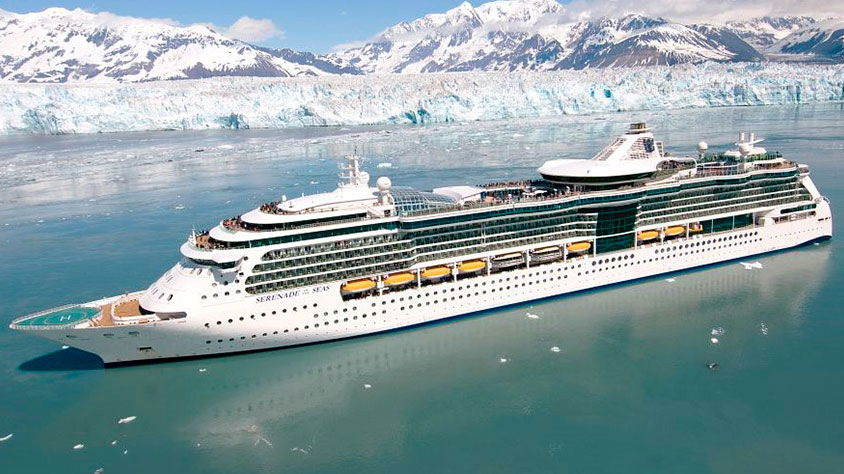 SERENADE OF THE SEAS